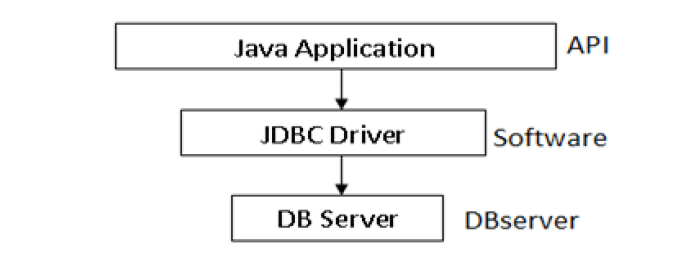 Java Application API
JDBC Driver Software
DB Server DBserver